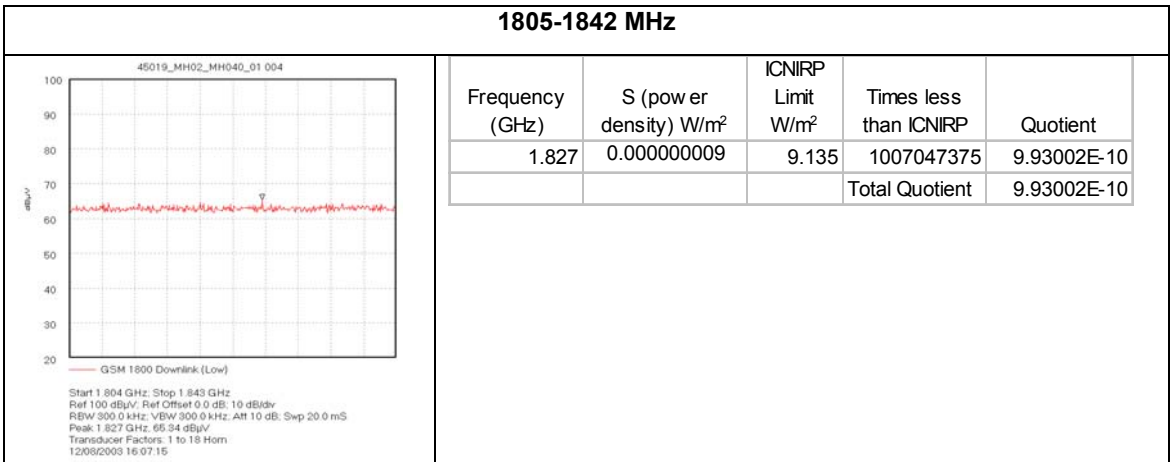 1805-1842 MHz
45019_MH02_MH040_01 004
100
90
80
70
60
50
40
30
20
dBµV
GSM 1800 Downlink (Low)
Start 1.804 GHz; Stop 1.843 GHz
Ref 100 dBµV; Ref Offset 0.0 dB; 10 dB/div
RBW 300.0 kHz; VBW 300.0 kHz; Att 10 dB; Swp 20.0 mS
Peak 1.827 GHz, 65.34 dBµV
Transducer Factors: 1 to 18 Horn
12/08/2003 16:07:15
Frequency (GHz) S (power density) W/m² ICNIRP Limit W/m² Times less than ICNIRP Quotient
1.827 0.000000009 9.135 1007047375 9.93002E-10
Total Quotient 9.93002E-10